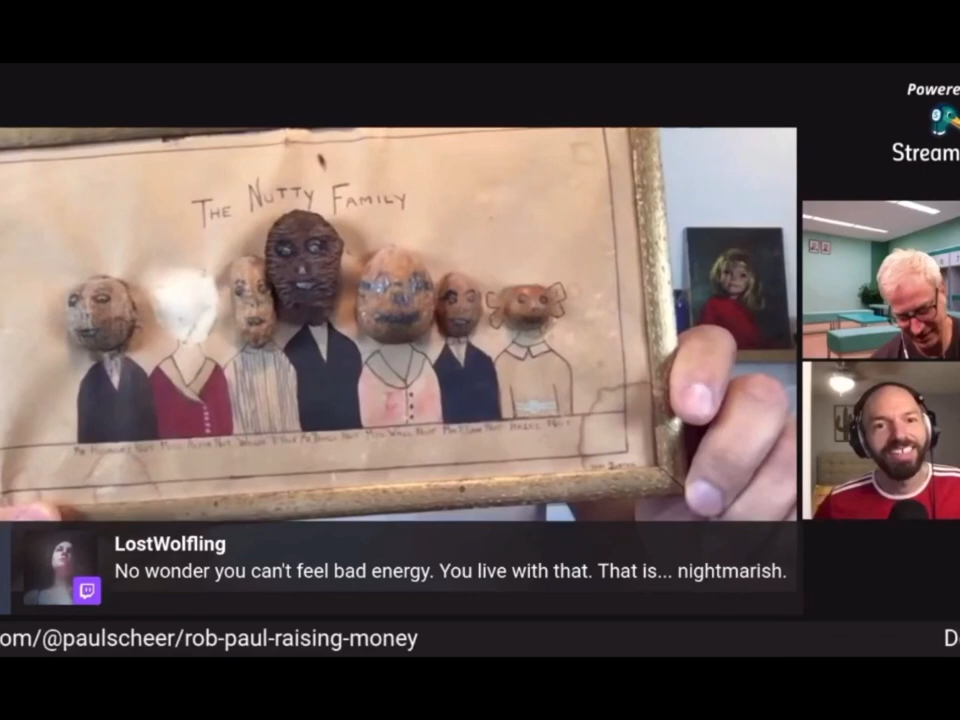 Powere
Stream
THE NUTTY FAMILY
LostWolfling
No wonder you can't feel bad energy. You live with that. That is... nightmarish.
om/@paulscheer/rob-paul-raising-money
D